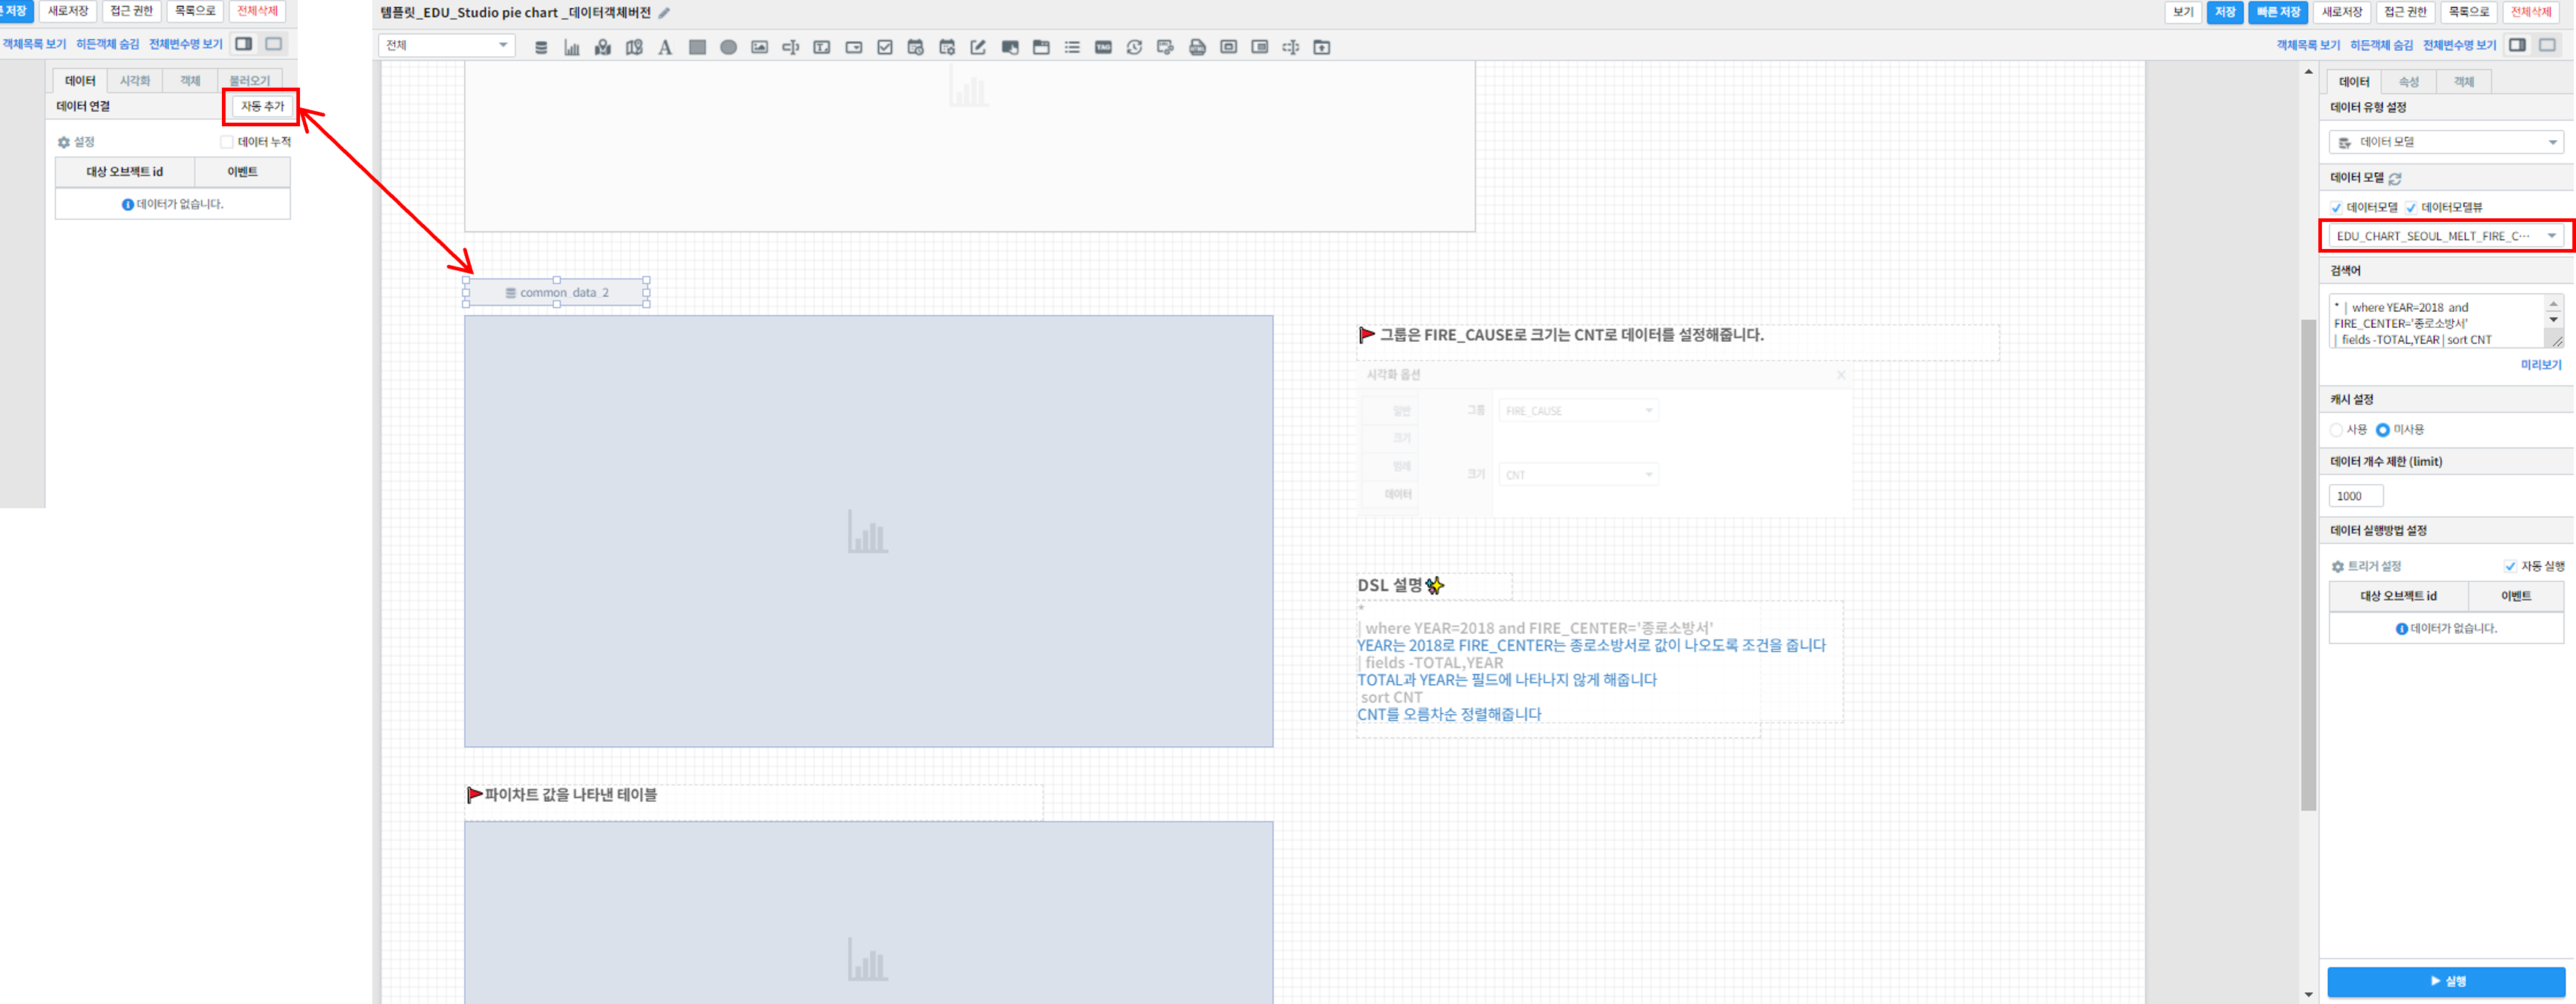 른 저장 새로저장 접근 권한 목록으로 전체삭제
객체목록 보기 히든객체 숨김 전체변수명 보기
데이터 시각화 객체 불러오기
데이터 연결 자동 추가
설정 데이터 누적
대상 오브젝트 id 이벤트
데이터가 없습니다.
템플릿_EDU_Studio pie chart _데이터객체버전
보기 저장 빠른 저장 새로저장 접근 권한 목록으로 전체삭제
전체
TAG
객체목록 보기 히든객체 숨김 전체변수명 보기
common_data_2
그룹은 FIRE_CAUSE로 크기는 CNT로 데이터를 설정해줍니다.
시각화 옵션
일반 그룹 FIRE_CAUSE
크기
범례 크기 CNT
데이터
DSL 설명
*
| where YEAR=2018 and FIRE_CENTER='종로소방서'
YEAR는 2018로 FIRE_CENTER는 종로소방서로 값이 나오도록 조건을 줍니다
| fields -TOTAL,YEAR
TOTAL과 YEAR는 필드에 나타나지 않게 해줍니다
sort CNT
CNT를 오름차순 정렬해줍니다
파이차트 값을 나타낸 테이블
데이터 속성 객체
데이터 유형 설정
데이터 모델
데이터 모델
데이터모델 데이터모델뷰
EDU_CHART_SEOUL_MELT_FIRE_C···
검색어
* | where YEAR=2018 and
FIRE_CENTER='종로소방서'
| fields -TOTAL,YEAR | sort CNT
미리보기
캐시 설정
사용 미사용
데이터 개수 제한 (limit)
1000
데이터 실행방법 설정
트리거 설정 자동 실행
대상 오브젝트 id 이벤트
데이터가 없습니다.
실행